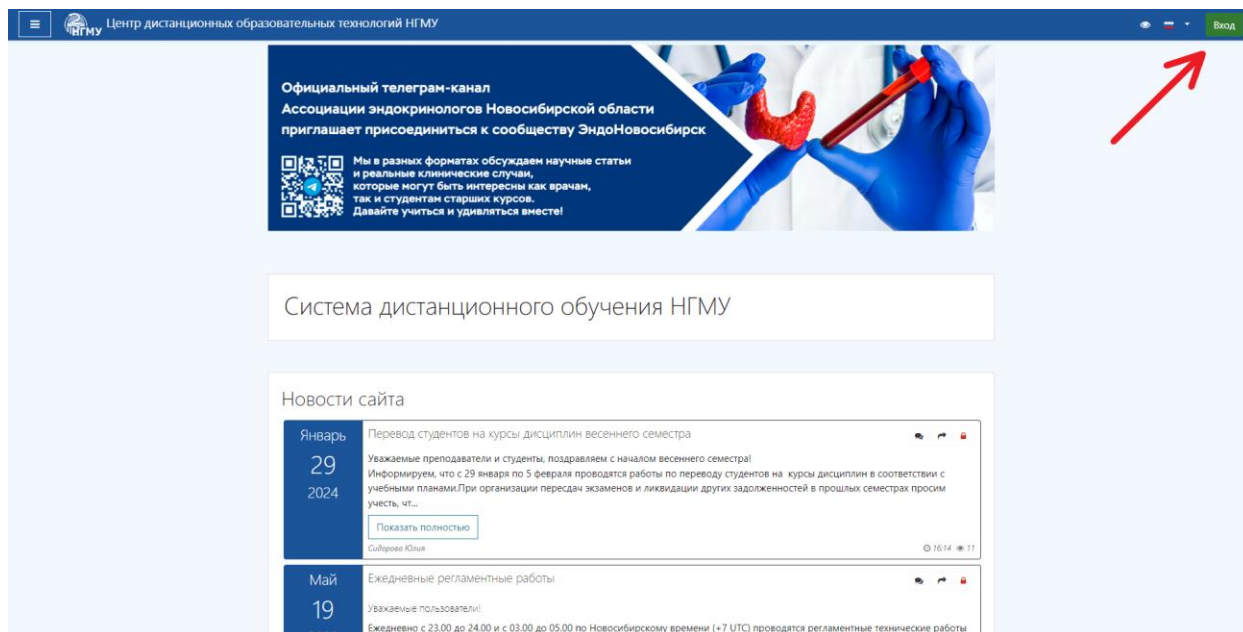 НГМУ
Центр дистанционных образовательных технологий НГМУ
Вход
Официальный телеграм-канал
Ассоциации эндокринологов Новосибирской области
приглашает присоединиться к сообществу ЭндоНовосибирск
Мы в разных форматах обсуждаем научные статьи
и реальные клинические случаи,
которые могут быть интересны как врачам,
так и студентам старших курсов.
Давайте учиться и удивляться вместе!
Система дистанционного обучения НГМУ
Новости сайта
Январь
29
2024
Перевод студентов на курсы дисциплин весеннего семестра
Уважаемые преподаватели и студенты, поздравляем с началом весеннего семестра!
Информируем, что с 29 января по 5 февраля проводятся работы по переводу студентов на курсы дисциплин в соответствии с
учебными планами.При организации пересдач экзаменов и ликвидации других задолженностей в прошлых семестрах просим
учесть, чт...
Показать полностью
Сидорова Юлия
16:14 11
Май
19
Ежедневные регламентные работы
Уважаемые пользователи!
Ежедневно с 23.00 до 24.00 и с 03.00 до 05.00 по Новосибирскому времени (+7 UTC) проводятся регламентные технические работы